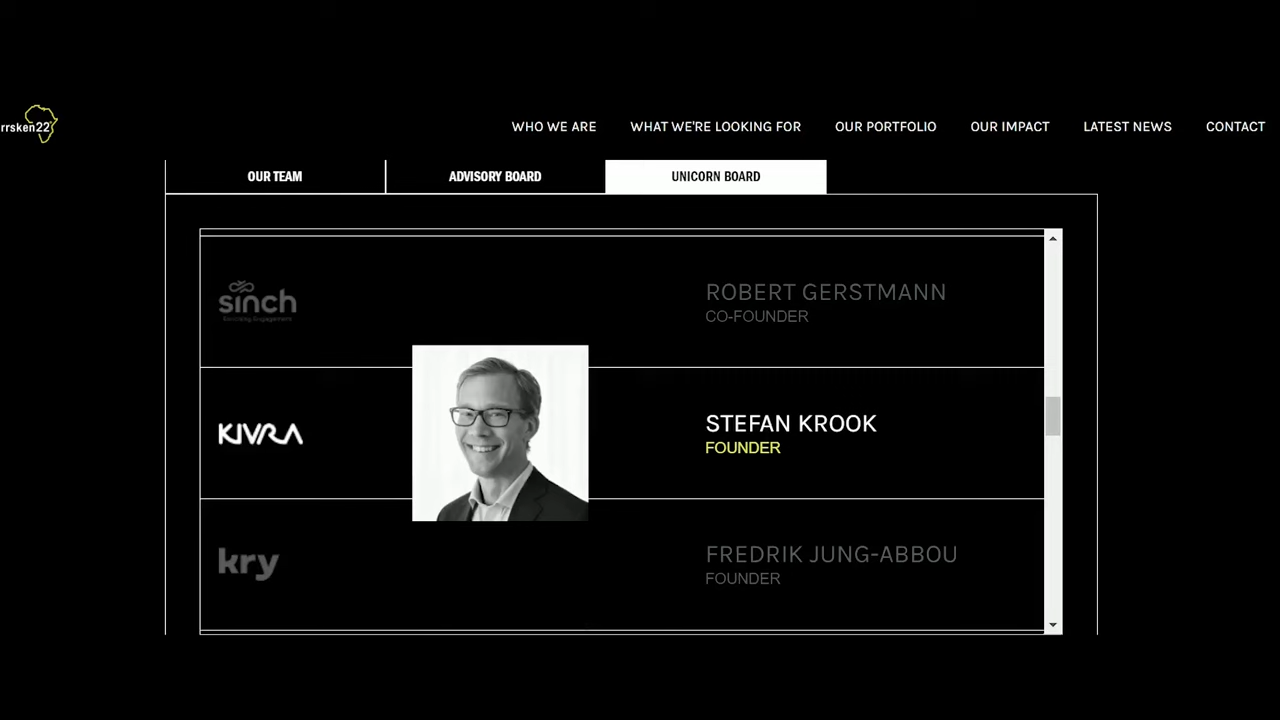 rrsken22
WHO WE ARE
WHAT WE'RE LOOKING FOR
OUR PORTFOLIO
OUR IMPACT
LATEST NEWS
CONTACT
OUR TEAM
ADVISORY BOARD
UNICORN BOARD
sinch
ROBERT GERSTMANN
CO-FOUNDER
KIVRA
STEFAN KROOK
FOUNDER
kry
FREDRIK JUNG-ABBOU
FOUNDER